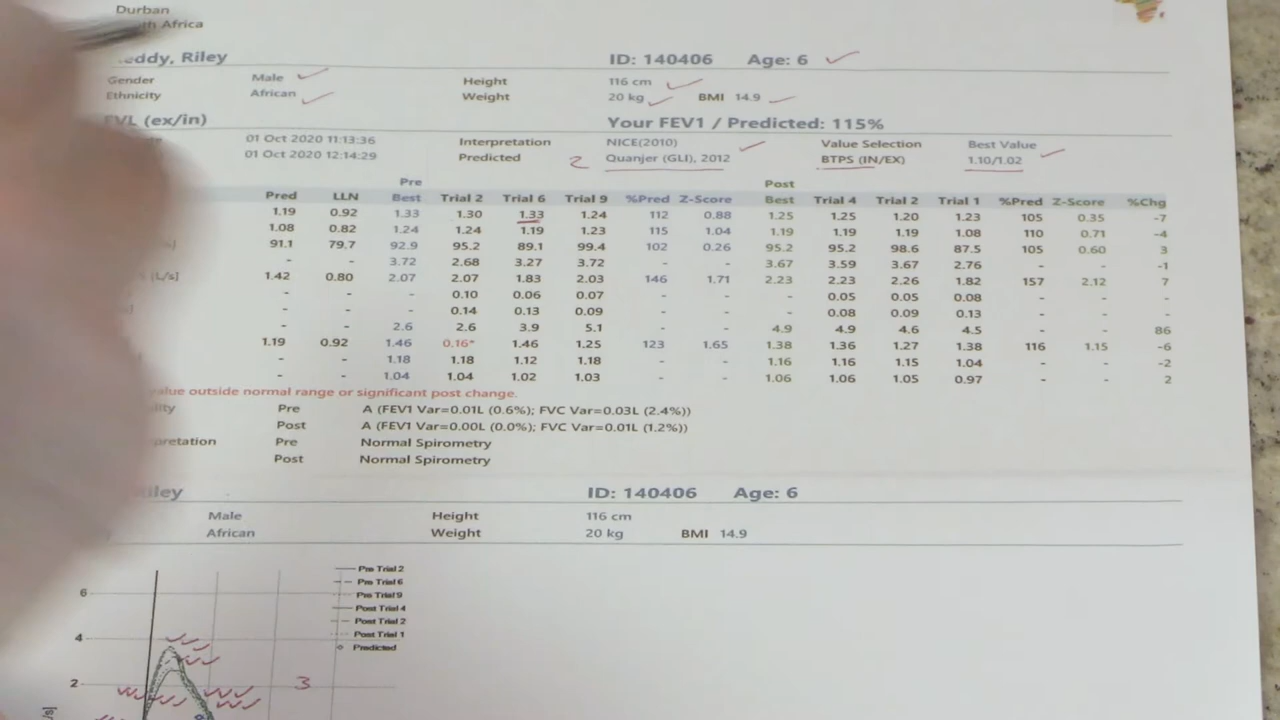 Durban
Africa
Riley ID: 140406 Age: 6
Gender Male Height 116 cm
Ethnicity African Weight 20 kg BMI 14.9
FVL (ex/in) Your FEV1 / Predicted: 115%
01 Oct 2020 11:13:36 Interpretation NICE(2010) Value Selection Best Value
01 Oct 2020 12:14:29 Predicted 2 Quanjer (GLI), 2012 BTPS (IN/EX) 1.10/1.02
Pre Post
Pred LLN Best Trial 2 Trial 6 Trial 9 %Pred Z-Score Best Trial 4 Trial 2 Trial 1 %Pred Z-Score %Chg
1.19 0.92 1.33 1.30 1.33 1.24 112 0.88 1.25 1.25 1.20 1.23 105 0.35 -7
1.08 0.82 1.24 1.24 1.19 1.23 115 1.04 1.19 1.19 1.19 1.08 110 0.71 -4
91.1 79.7 92.9 95.2 89.1 99.4 102 0.26 95.2 95.2 98.6 87.5 105 0.60 3
- - 3.72 2.68 3.27 3.72 - - 3.67 3.59 3.67 2.76 - - -1
[L/s] 1.42 0.80 2.07 2.07 1.83 2.03 146 1.71 2.23 2.23 2.26 1.82 157 2.12 7
- - 0.10 0.06 0.07 - - - 0.05 0.05 0.08 - - -
- - 0.14 0.13 0.09 - - - 0.08 0.09 0.13 - - -
- - 2.6 2.6 3.9 5.1 - - 4.9 4.9 4.6 4.5 - - 86
1.19 0.92 1.46 0.16* 1.46 1.25 123 1.65 1.38 1.36 1.27 1.38 116 1.15 -6
- - 1.18 1.18 1.12 1.18 - - 1.16 1.16 1.15 1.04 - - -2
- - 1.04 1.04 1.02 1.03 - - 1.06 1.06 1.05 0.97 - - 2
value outside normal range or significant post change.
Pre A (FEV1 Var=0.01L (0.6%); FVC Var=0.03L (2.4%))
Post A (FEV1 Var=0.00L (0.0%); FVC Var=0.01L (1.2%))
Pre Normal Spirometry
Post Normal Spirometry
ID: 140406 Age: 6
Male Height 116 cm
African Weight 20 kg BMI 14.9
Pre Trial 2
Pre Trial 6
Pre Trial 9
Post Trial 4
Post Trial 2
Post Trial 1
Predicted
6
4
2
3